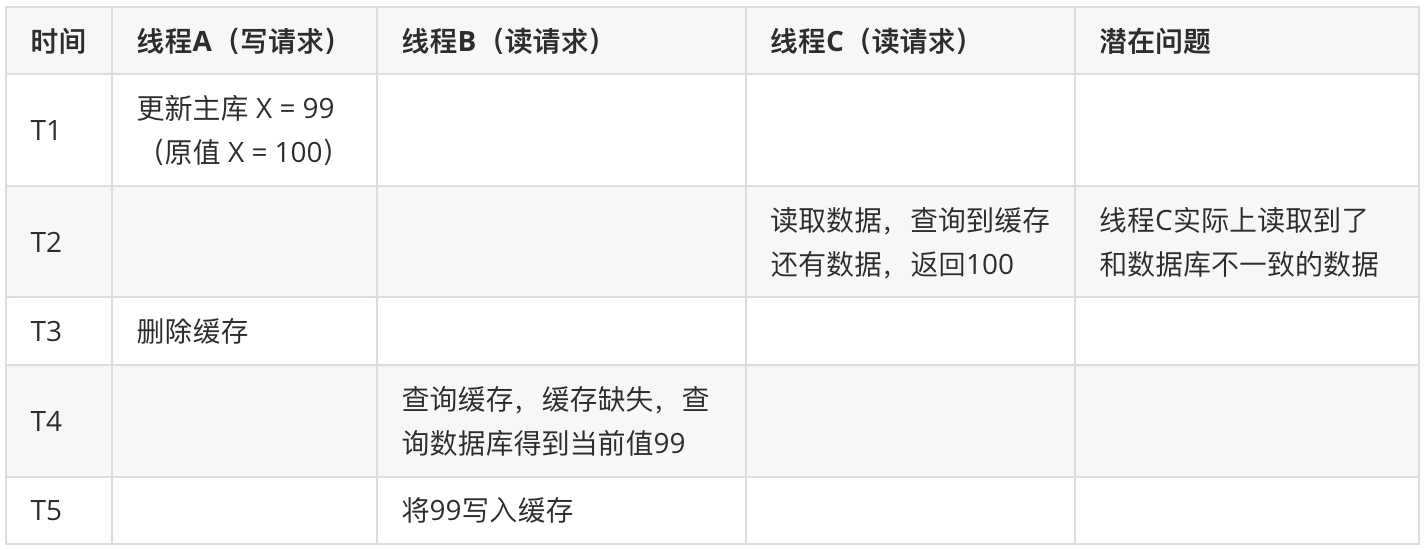 时间 线程A（写请求） 线程B（读请求） 线程C（读请求） 潜在问题
T1 更新主库 X = 99
（原值 X = 100）
T2 读取数据，查询到缓存 线程C实际上读取到了
还有数据，返回100 和数据库不一致的数据
T3 删除缓存
T4 查询缓存，缓存缺失，查
询数据库得到当前值99
T5 将99写入缓存